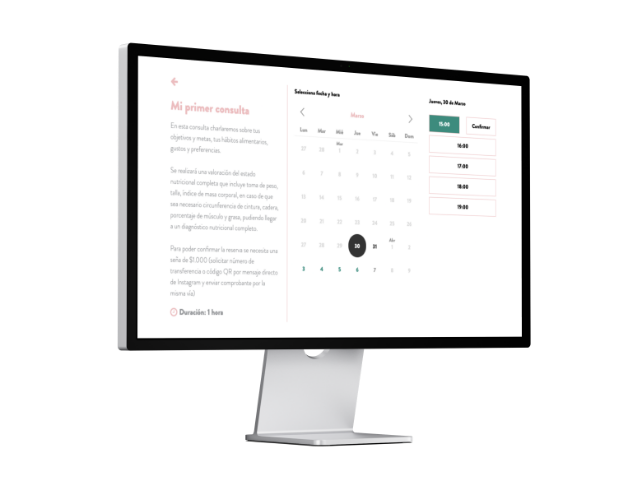 Mi primer consulta
En esta consulta charlaremos sobre tus
objetivos y metas, tus hábitos alimentarios,
gustos y preferencias.
Se realizará una valoración del estado
nutricional completa que incluye toma de peso,
talla, índice de masa corporal, en caso de que
sea necesario circunferencia de cintura, cadera,
porcentaje de músculo y grasa, pudiendo llegar
a un diagnóstico nutricional completo.
Para poder confirmar la reserva se necesita una
seña de $1.000 (solicitar número de
transferencia o código QR por mensaje directo
de Instagram y enviar comprobante por la
misma vía)
Duración: 1 hora
Selecciona fecha y hora
Marzo
Lun Mar Mié Jue Vie Sáb Dom
Mar
27 28 1 2 3 4 5
6 7 8 9 10 11 12
13 14 15 16 17 18 19
20 21 22 23 24 25 26
Abr
27 28 29 30 31 1 2
3 4 5 6 7 8 9
Jueves, 30 de Marzo
15:00 Confirmar
16:00
17:00
18:00
19:00